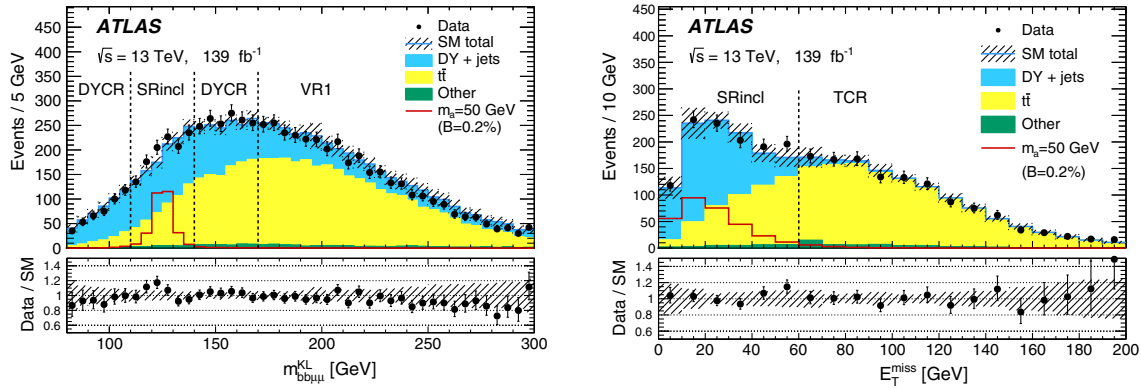 ATLAS
√s = 13 TeV, 139 fb⁻¹
Data
SM total
DY + jets
tt̄
Other
mₐ=50 GeV
(B=0.2%)
DYCR SRincl DYCR VR1
Events / 5 GeV
500
450
400
350
300
250
200
150
100
50
0
Data / SM
1.4
1.2
1
0.8
0.6
100 150 200 250 300
m^KL_bbμμ [GeV]
ATLAS
√s = 13 TeV, 139 fb⁻¹
Data
SM total
DY + jets
tt̄
Other
mₐ=50 GeV
(B=0.2%)
SRincl TCR
Events / 10 GeV
450
400
350
300
250
200
150
100
50
0
Data / SM
1.4
1.2
1
0.8
0.6
0 20 40 60 80 100 120 140 160 180 200
E_T^miss [GeV]